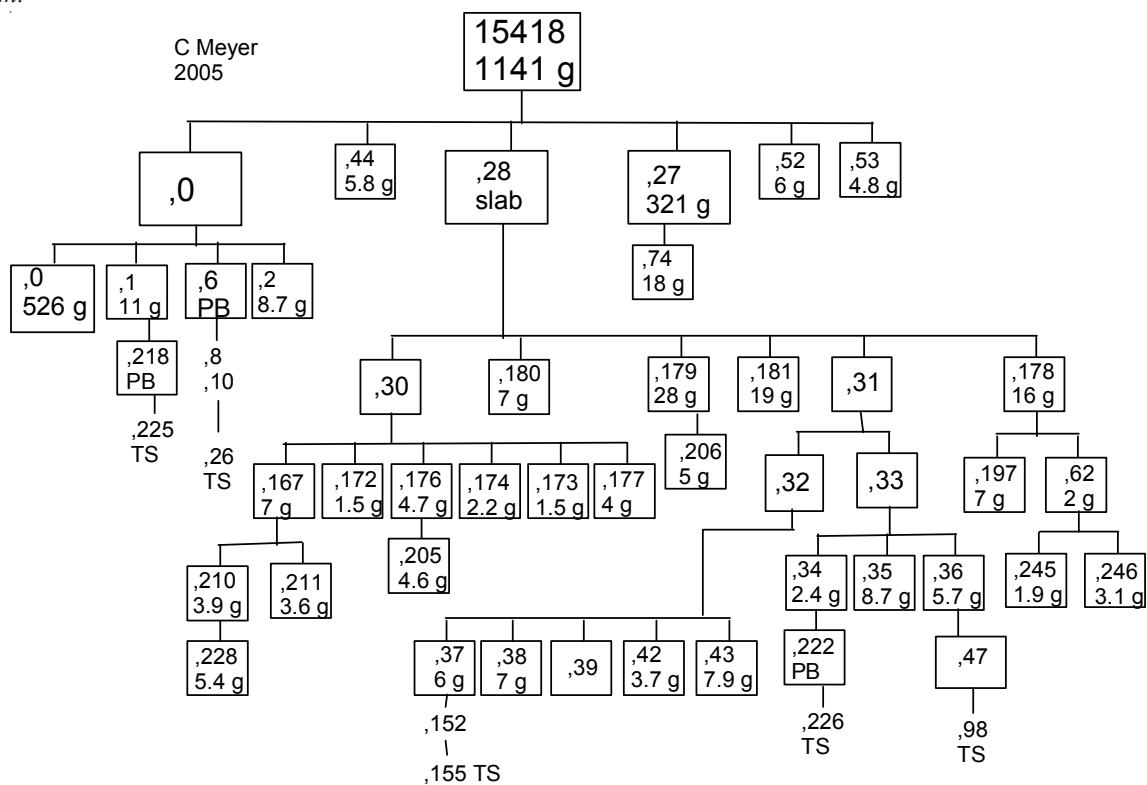 C Meyer
2005
15418
1141 g
,0
,44
5.8 g
,28
slab
,27
321 g
,52
6 g
,53
4.8 g
,0
526 g
,1
11 g
,6
PB
,2
8.7 g
,74
18 g
,218
PB
,225
TS
,8
,10
,26
TS
,30
,180
7 g
,179
28 g
,181
19 g
,31
,178
16 g
,206
5 g
,167
7 g
,172
1.5 g
,176
4.7 g
,174
2.2 g
,173
1.5 g
,177
4 g
,32
,33
,197
7 g
,62
2 g
,205
4.6 g
,210
3.9 g
,211
3.6 g
,228
5.4 g
,34
2.4 g
,35
8.7 g
,36
5.7 g
,245
1.9 g
,246
3.1 g
,37
6 g
,38
7 g
,39
,42
3.7 g
,43
7.9 g
,222
PB
,47
,152
,155 TS
,226
TS
,98
TS